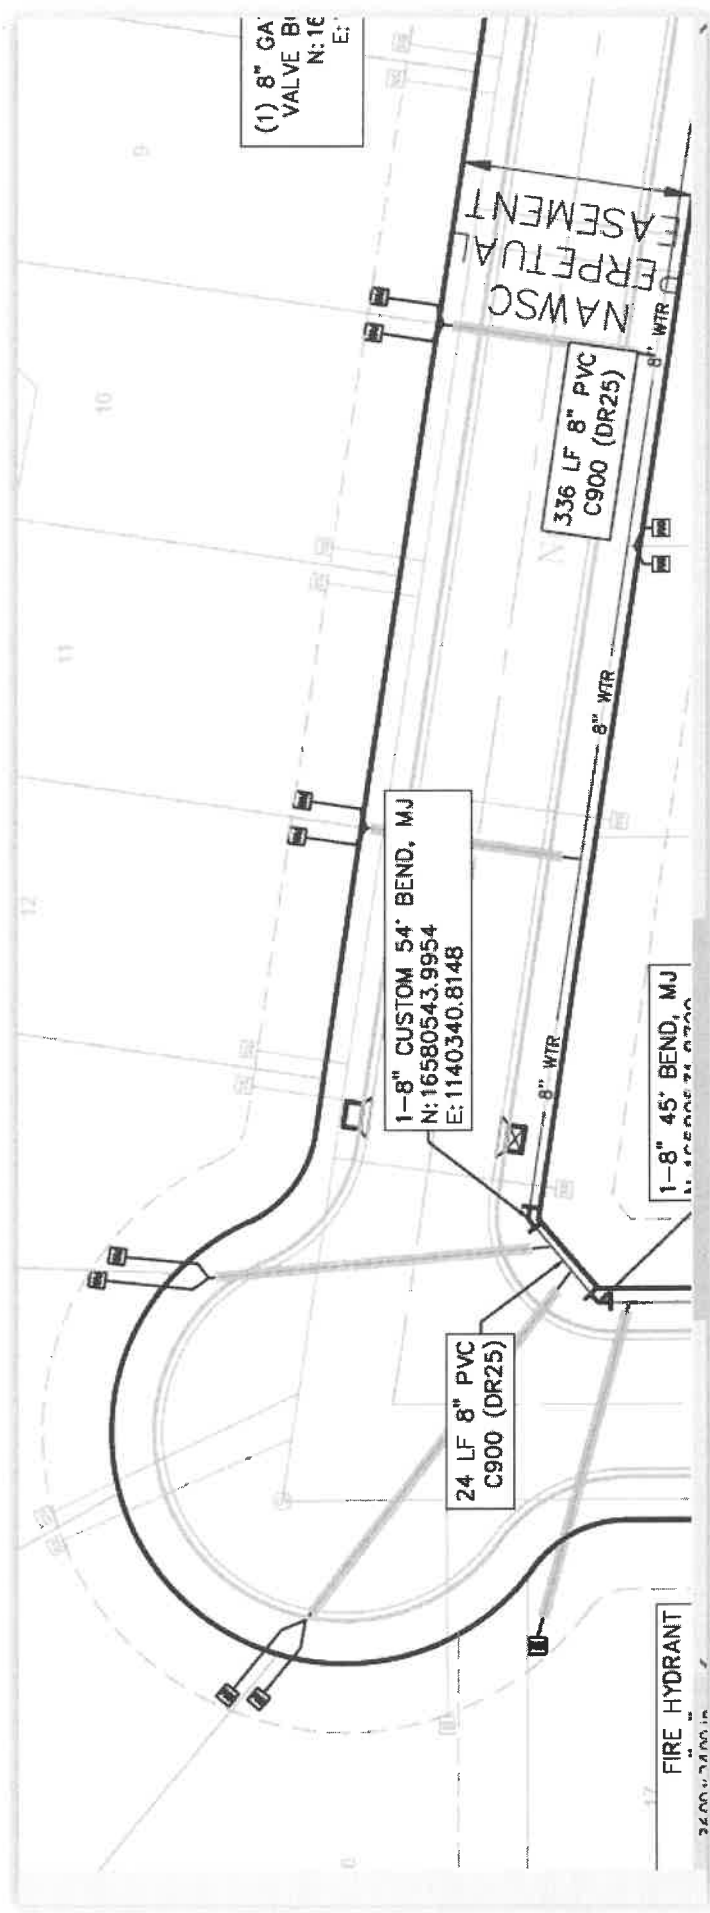 (1) 8" GA
VALVE B
N:16
E:
9
NAWSC
PERPETUAL
EASEMENT
10
8" WTR
336 LF 8" PVC
C900 (DR25)
N
11
8" WTR
12
1-8" CUSTOM 54° BEND, MJ
N:16580543.9954
E:1140340.8148
8" WTR
1-8" 45° BEND, MJ
24 LF 8" PVC
C900 (DR25)
FIRE HYDRANT
17